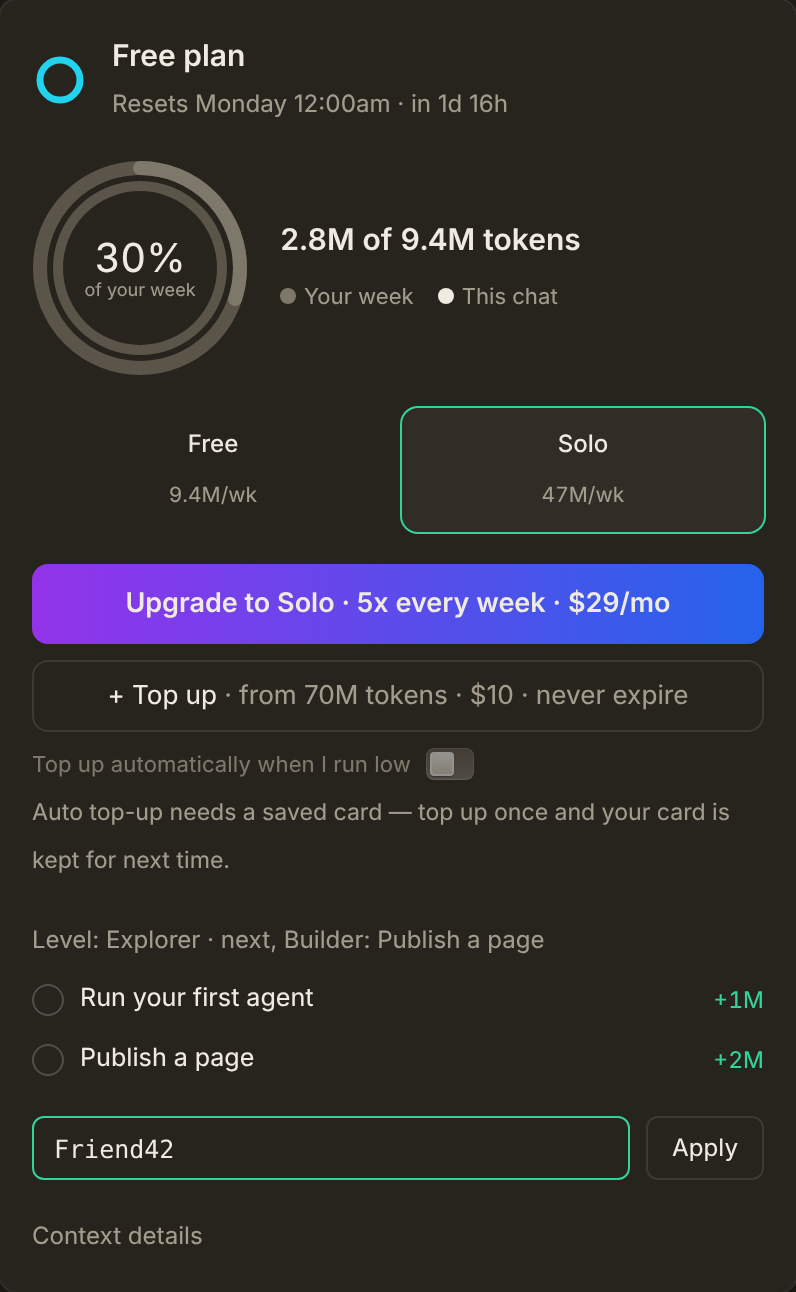 Free plan
Resets Monday 12:00am · in 1d 16h
30%
of your week
2.8M of 9.4M tokens
Your week
This chat
Free
9.4M/wk
Solo
47M/wk
Upgrade to Solo · 5x every week · $29/mo
+ Top up · from 70M tokens · $10 · never expire
Top up automatically when I run low
Auto top-up needs a saved card — top up once and your card is
kept for next time.
Level: Explorer · next, Builder: Publish a page
Run your first agent +1M
Publish a page +2M
Friend42
Apply
Context details